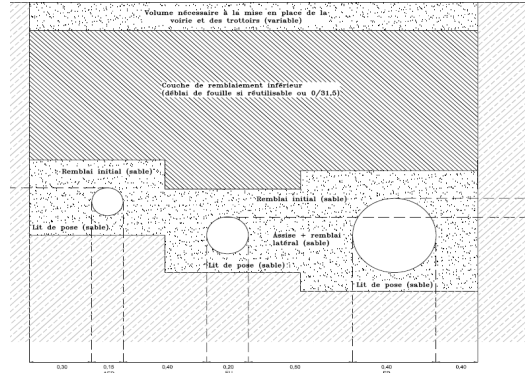 Volume nécessaire à la mise en place de la
voirie et des trottoirs (variable)
Couche de remblaiement inférieur
(déblai de fouille si réutilisable ou 0/31,5)
Remblai initial (sable)
Remblai initial (sable)
Lit de pose (sable)
Assise + remblai
latéral (sable)
Lit de pose (sable)
Lit de pose (sable)
0,30 0,15 0,40 0,20 0,50 0,40 0,40